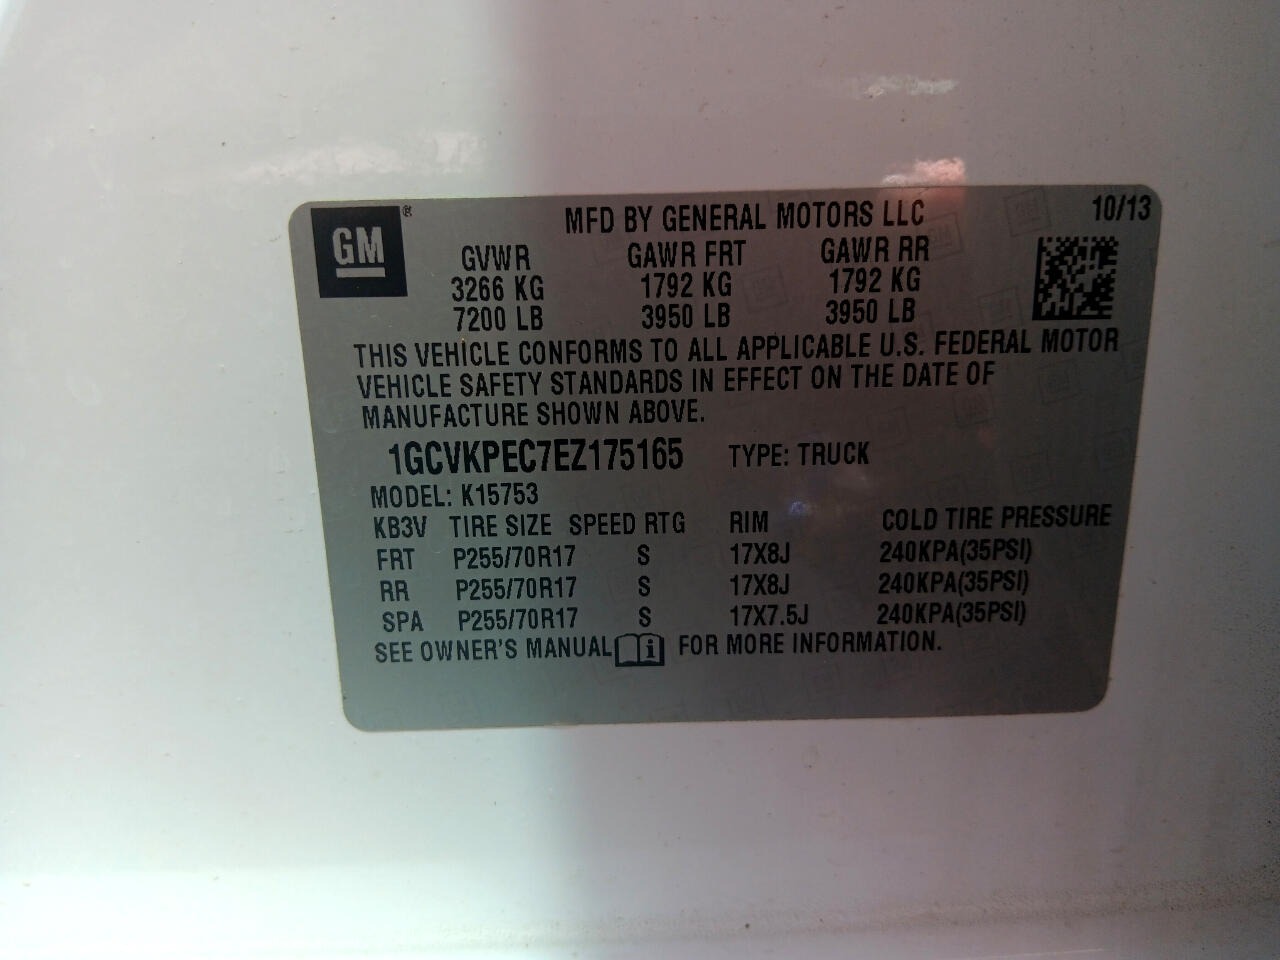 GM ® MFD BY GENERAL MOTORS LLC 10/13
GVWR GAWR FRT GAWR RR
3266 KG 1792 KG 1792 KG
7200 LB 3950 LB 3950 LB
THIS VEHICLE CONFORMS TO ALL APPLICABLE U.S. FEDERAL MOTOR
VEHICLE SAFETY STANDARDS IN EFFECT ON THE DATE OF
MANUFACTURE SHOWN ABOVE.
1GCVKPEC7EZ175165 TYPE: TRUCK
MODEL: K15753
KB3V TIRE SIZE SPEED RTG RIM COLD TIRE PRESSURE
FRT P255/70R17 S 17X8J 240KPA(35PSI)
RR P255/70R17 S 17X8J 240KPA(35PSI)
SPA P255/70R17 S 17X7.5J 240KPA(35PSI)
SEE OWNER'S MANUAL i FOR MORE INFORMATION.